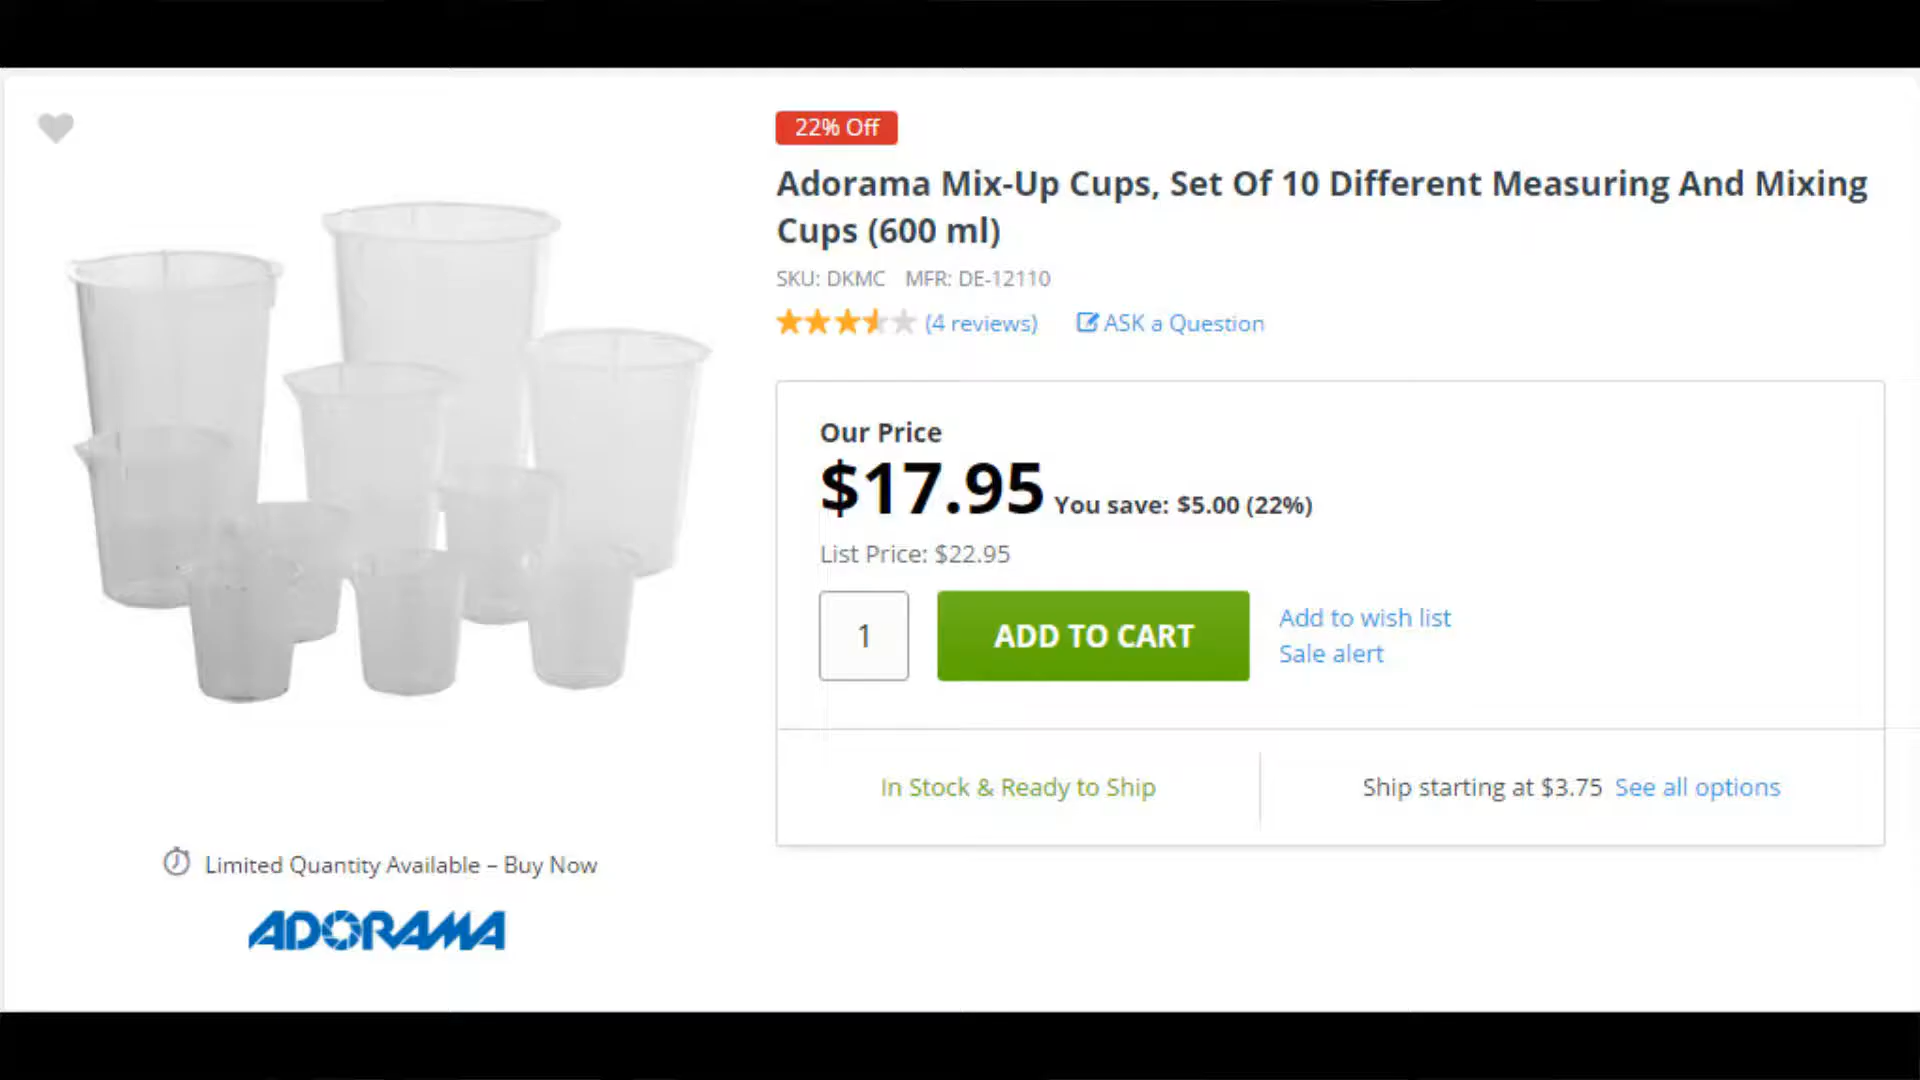 22% Off
Adorama Mix-Up Cups, Set Of 10 Different Measuring And Mixing
Cups (600 ml)
SKU: DKMC MFR: DE-12110
(4 reviews) ASK a Question
Our Price
$17.95 You save: $5.00 (22%)
List Price: $22.95
1 ADD TO CART
Add to wish list
Sale alert
In Stock & Ready to Ship
Ship starting at $3.75 See all options
Limited Quantity Available – Buy Now
ADORAMA